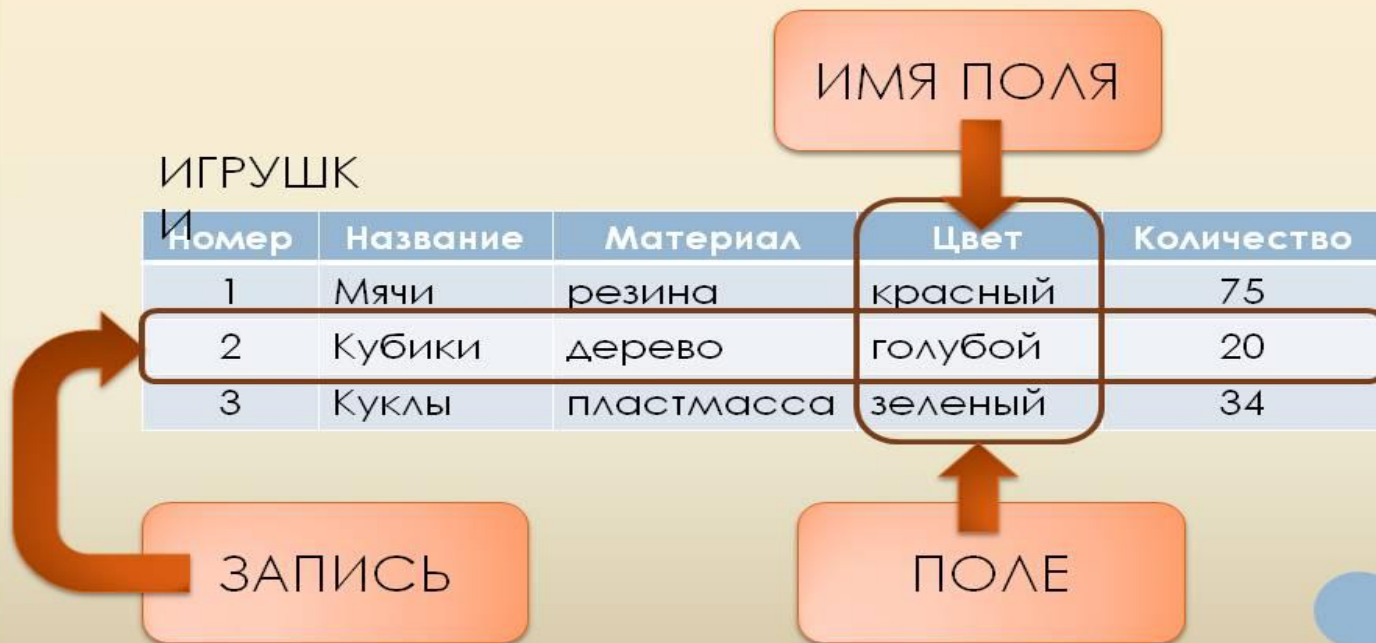 ИМЯ ПОЛЯ
ИГРУШК
И
Номер Название Материал Цвет Количество
1 Мячи резина красный 75
2 Кубики дерево голубой 20
3 Куклы пластмасса зеленый 34
ЗАПИСЬ ПОЛЕ